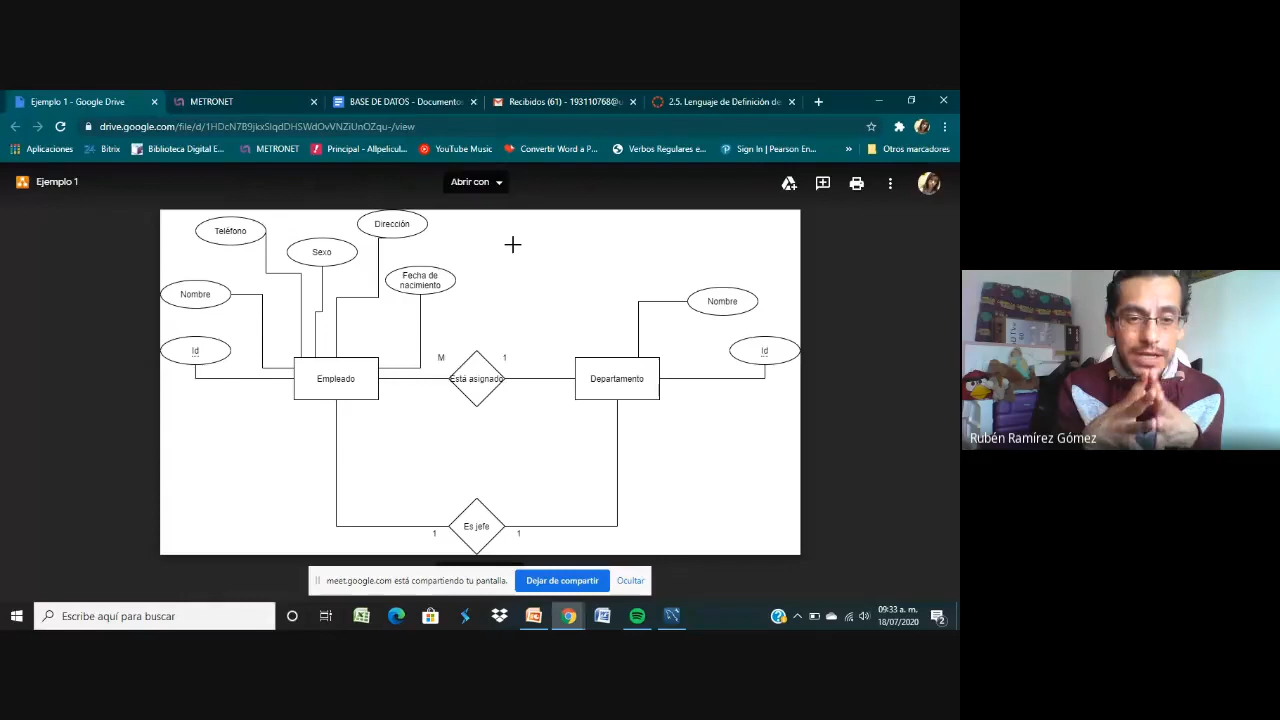 Ejemplo 1 - Google Drive
METRONET
BASE DE DATOS - Documentos
Recibidos (61) - 193110768@u
2.5. Lenguaje de Definición de
drive.google.com/file/d/
/view
Aplicaciones
Bitrix
Biblioteca Digital E...
METRONET
Principal - Allpelicul...
YouTube Music
Convertir Word a P...
Verbos Regulares e...
Sign In | Pearson En...
»
Otros marcadores
Ejemplo 1
Abrir con
Teléfono
Dirección
Sexo
Fecha de
nacimiento
Nombre
Nombre
Id
Id
M
1
Empleado
Está asignado
Departamento
Es jefe
1
1
Rubén Ramírez Gómez
meet.google.com está compartiendo tu pantalla.
Dejar de compartir
Ocultar
Escribe aquí para buscar
09:33 a. m.
18/07/2020
2